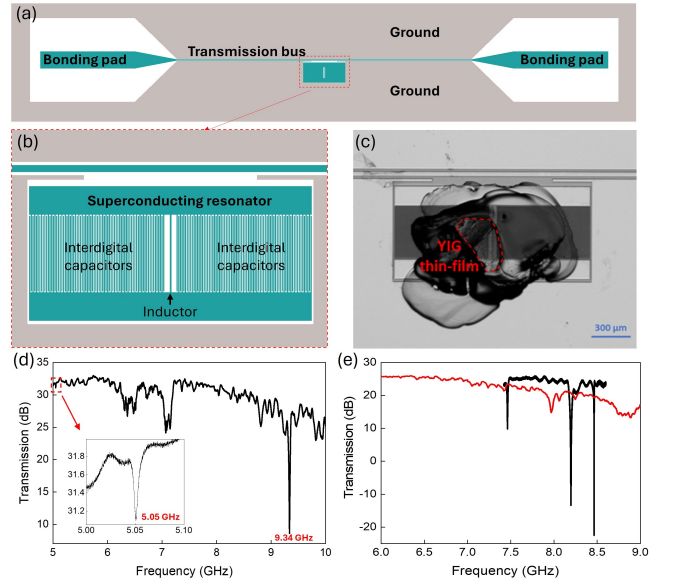 (a)
Ground
Transmission bus
Bonding pad
Bonding pad
Ground
(b)
Superconducting resonator
Interdigital
capacitors
Interdigital
capacitors
Inductor
(c)
YIG
thin-film
300 μm
(d)
35
30
25
20
15
10
Transmission (dB)
31.8
31.6
31.4
31.2
5.00
5.05
5.10
5.05 GHz
9.34 GHz
5
6
7
8
9
10
Frequency (GHz)
(e)
30
20
10
0
-10
-20
Transmission (dB)
6.0
6.5
7.0
7.5
8.0
8.5
9.0
Frequency (GHz)